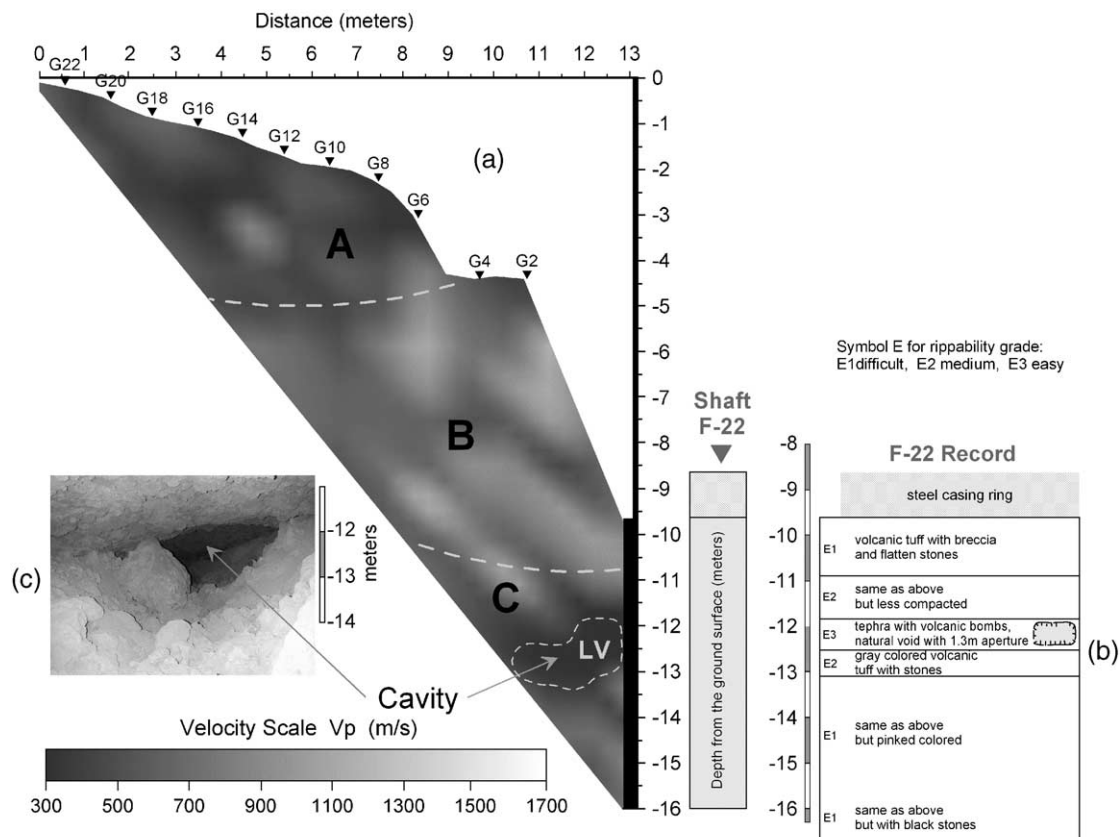 Distance (meters)
0 1 2 3 4 5 6 7 8 9 10 11 12 13
G22
G20
G18
G16
G14
G12
G10
G8
G6
G4
G2
(a)
A
B
C
LV
0
-1
-2
-3
-4
-5
-6
-7
-8
-9
-10
-11
-12
-13
-14
-15
-16
Symbol E for rippability grade:
E1difficult, E2 medium, E3 easy
Shaft
F-22
Depth from the ground surface (meters)
-8
-9
-10
-11
-12
-13
-14
-15
-16
F-22 Record
steel casing ring
E1 volcanic tuff with breccia
and flatten stones
E2 same as above
but less compacted
E3 tephra with volcanic bombs,
natural void with 1.3m aperture
E2 gray colored volcanic
tuff with stones
E1 same as above
but pinked colored
E1 same as above
but with black stones
(b)
(c)
-12
-13
-14
meters
Cavity
Velocity Scale Vp (m/s)
300 500 700 900 1100 1300 1400 1700